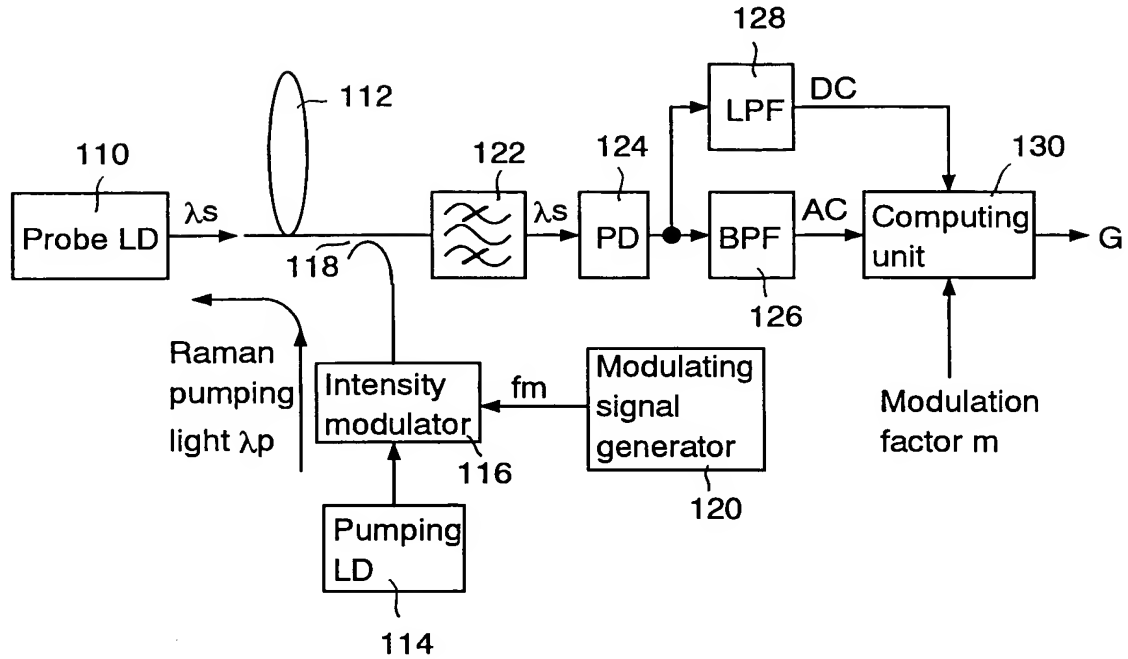 128
112
LPF
DC
110
122
124
130
Probe LD
λs
λs
PD
BPF
AC
Computing
unit
G
118
126
Raman
pumping
light λp
Intensity
modulator
fm
Modulating
signal
generator
Modulation
factor m
116
120
Pumping
LD
114